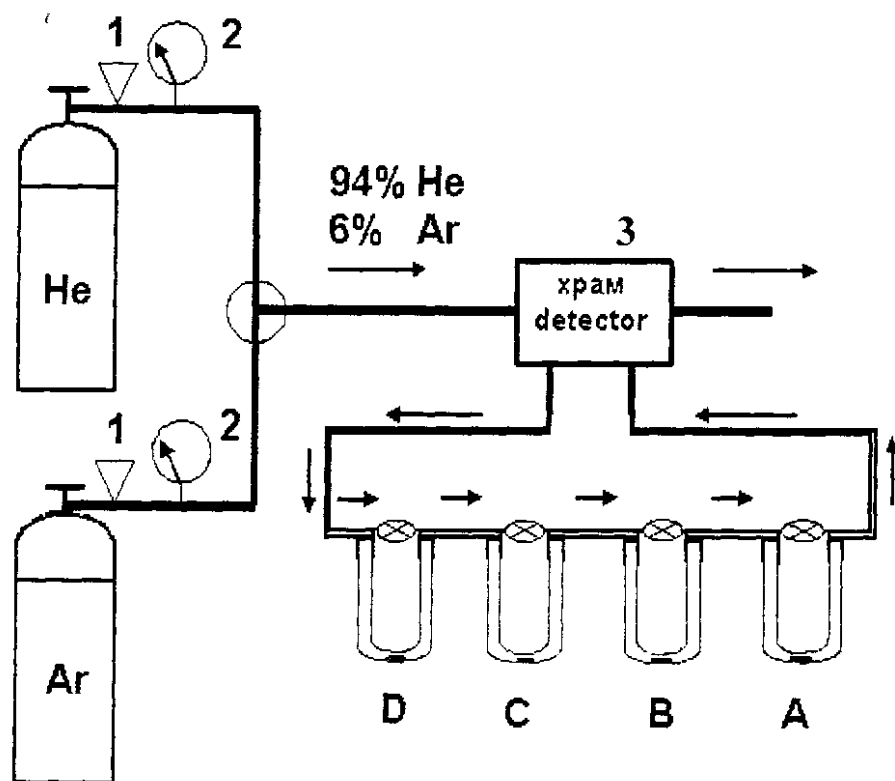 1 2
He
94% He
6% Ar
3
храм
detector
1 2
Ar
D C B A